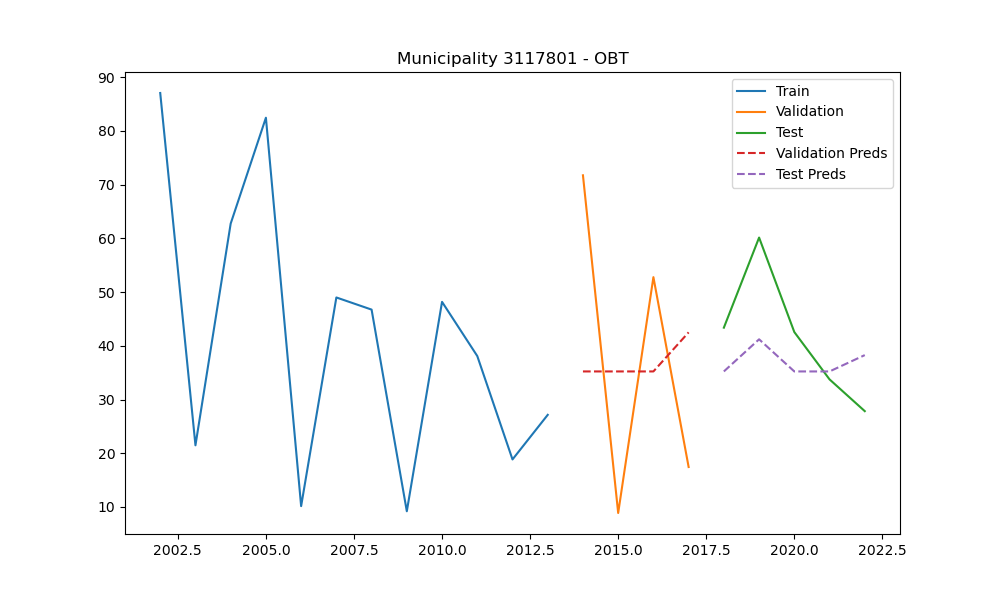 Municipality 3117801 - OBT
90
80
70
60
50
40
30
20
10
2002.5 2005.0 2007.5 2010.0 2012.5 2015.0 2017.5 2020.0 2022.5
Train
Validation
Test
Validation Preds
Test Preds